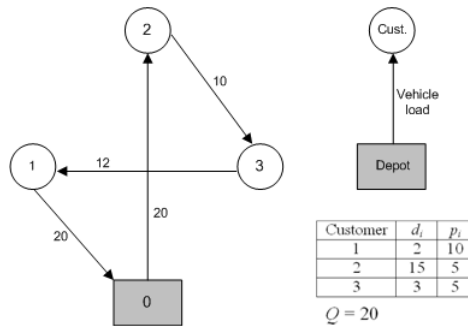 2
Cust.
10
Vehicle
load
1
12
3
Depot
20
20
0
Customer d_i p_i
1 2 10
2 15 5
3 3 5
Q = 20